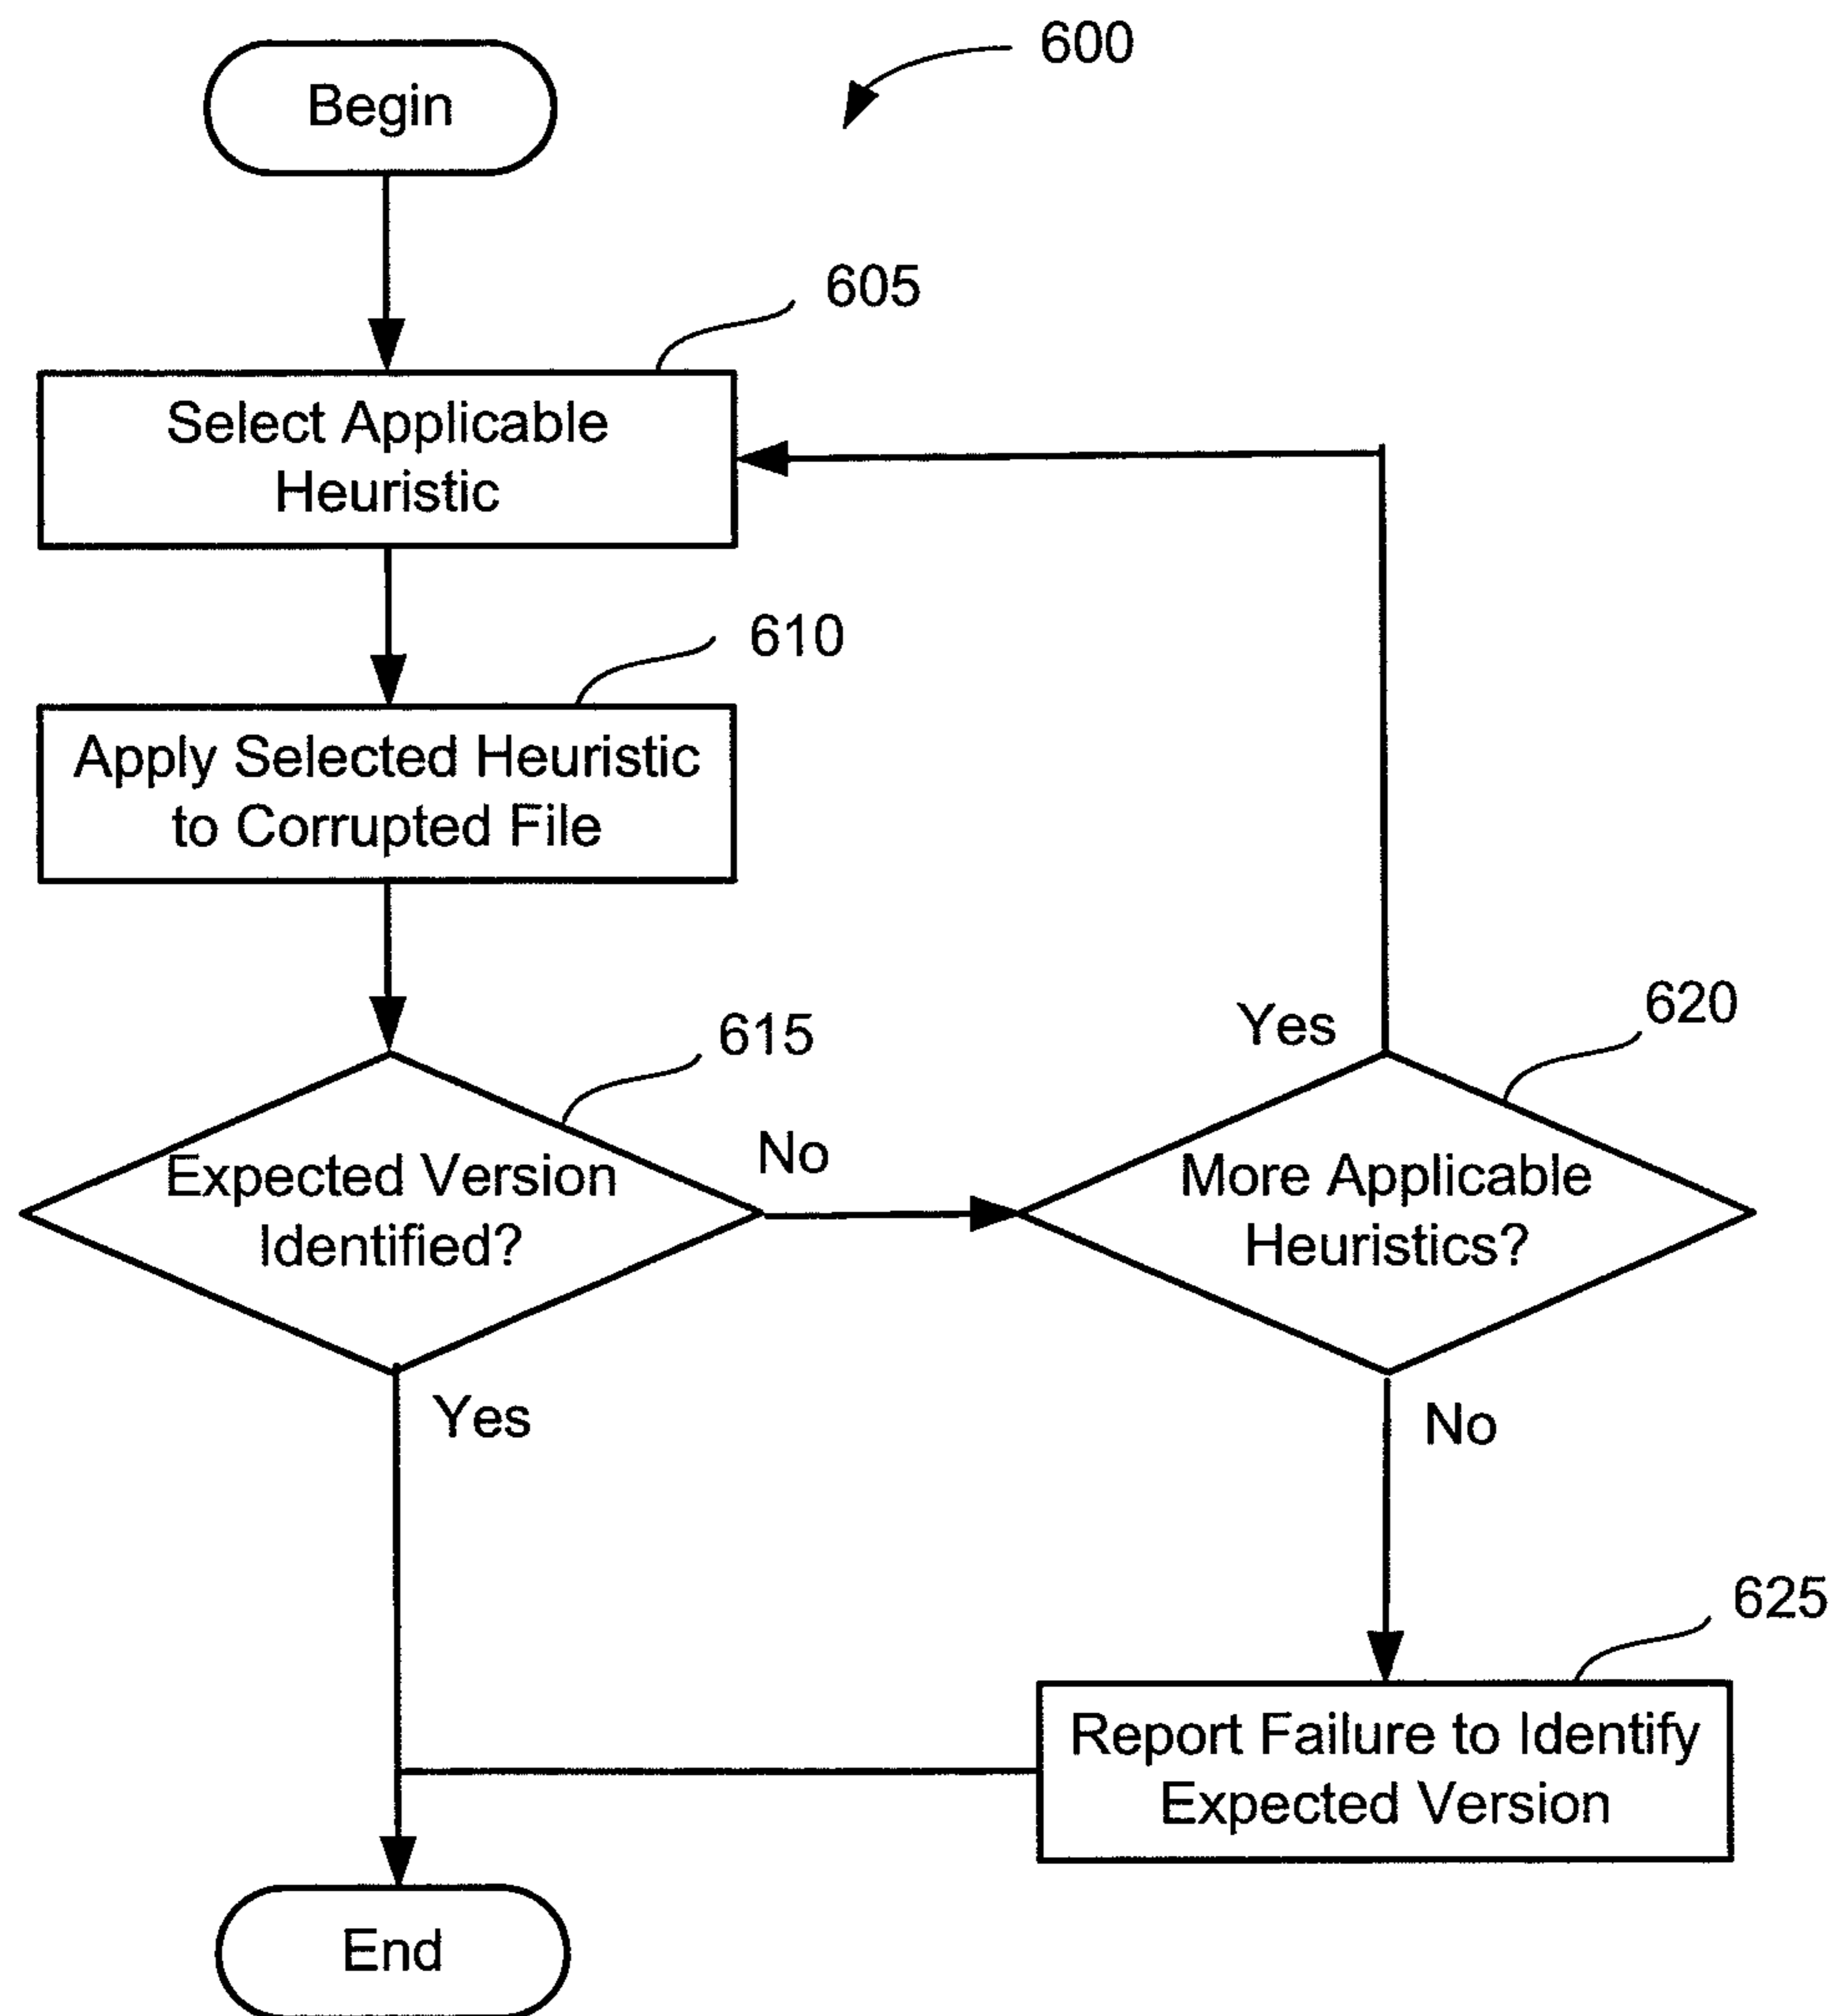 600
Begin
605
Select Applicable
Heuristic
610
Apply Selected Heuristic
to Corrupted File
615
Expected Version
Identified?
No
Yes
620
More Applicable
Heuristics?
Yes
No
625
Report Failure to Identify
Expected Version
End